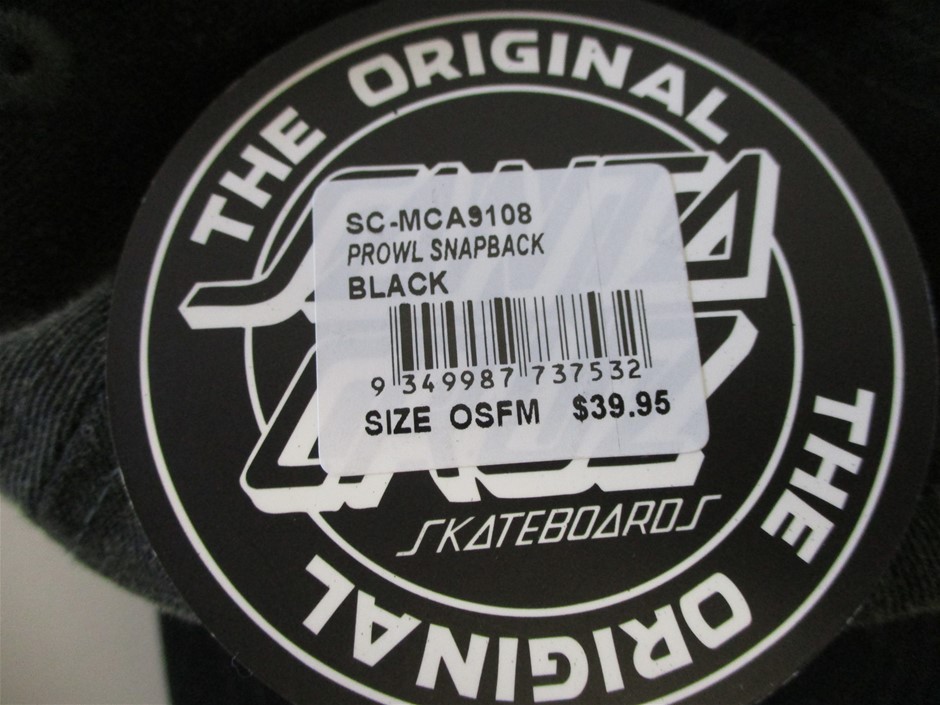 THE ORIGINAL
SC-MCA9108
PROWL SNAPBACK
BLACK
9 349987 737532
SIZE OSFM $39.95
SKATEBOARDS
THE ORIGINAL